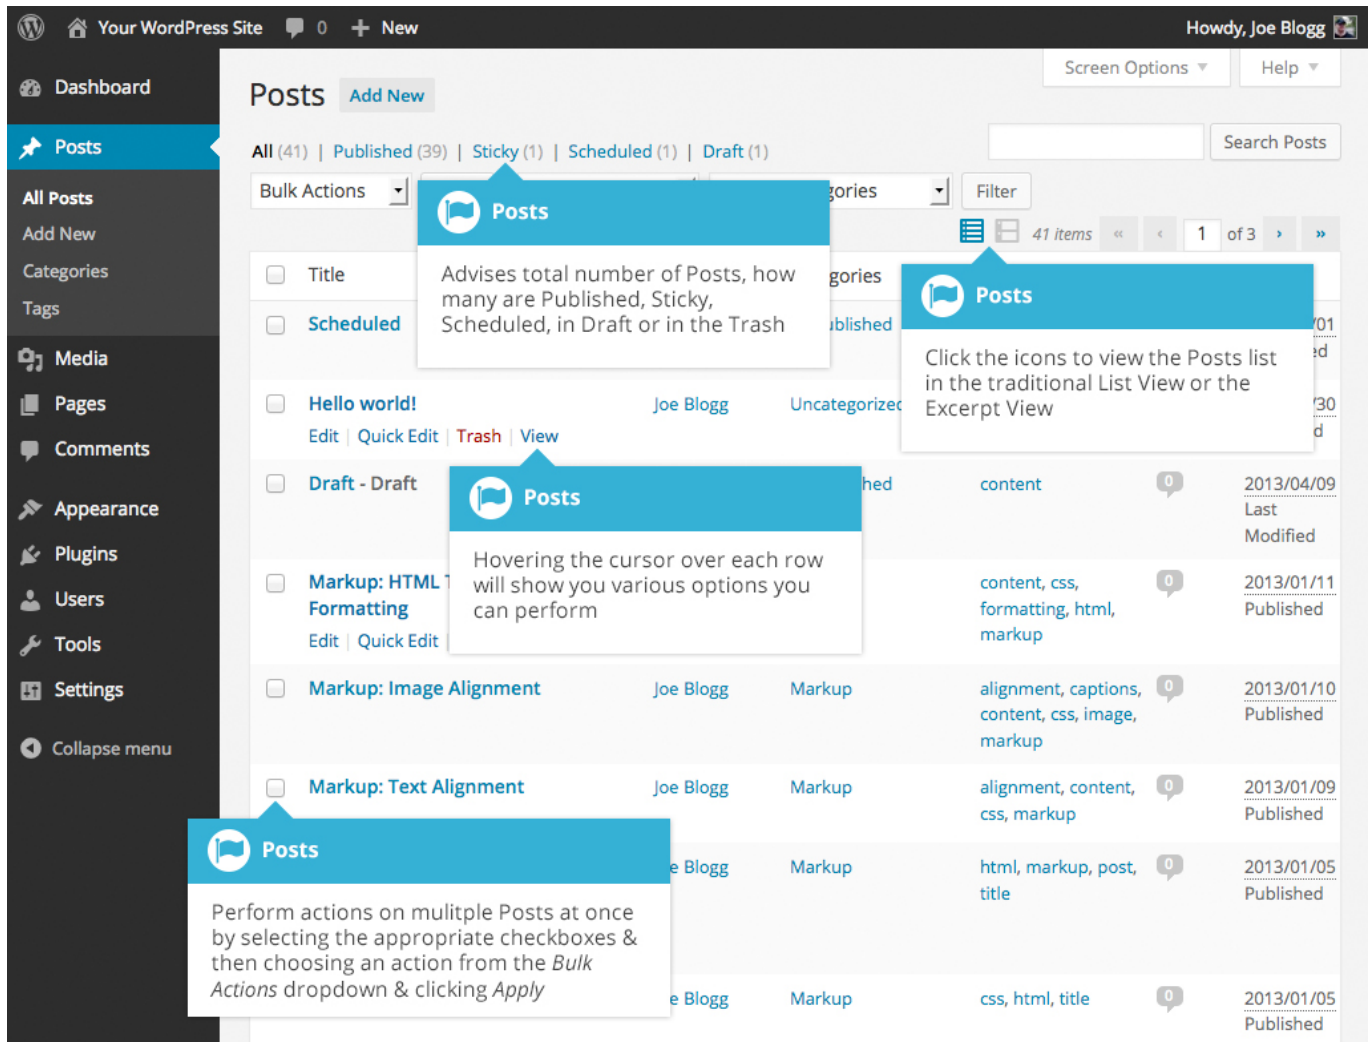 Your WordPress Site 0 + New Howdy, Joe Blogg
Screen Options Help
Dashboard
Posts
All Posts
Add New
Categories
Tags
Media
Pages
Comments
Appearance
Plugins
Users
Tools
Settings
Collapse menu
Posts Add New
All (41) | Published (39) | Sticky (1) | Scheduled (1) | Draft (1)
Search Posts
Bulk Actions
Filter
41 items « ‹ 1 of 3 › »
Posts
Advises total number of Posts, how
many are Published, Sticky,
Scheduled, in Draft or in the Trash
Posts
Click the icons to view the Posts list
in the traditional List View or the
Excerpt View
Title
Scheduled
Hello world! Joe Blogg Uncategorized
Edit | Quick Edit | Trash | View
Posts
Hovering the cursor over each row
will show you various options you
can perform
Draft - Draft content 0 2013/04/09
Last
Modified
Markup: HTML content, css, 0 2013/01/11
Formatting formatting, html, Published
markup
Edit | Quick Edit |
Markup: Image Alignment Joe Blogg Markup alignment, captions, 0 2013/01/10
content, css, image, Published
markup
Markup: Text Alignment Joe Blogg Markup alignment, content, 0 2013/01/09
css, markup Published
Posts
Perform actions on mulitple Posts at once
by selecting the appropriate checkboxes &
then choosing an action from the Bulk
Actions dropdown & clicking Apply
Blogg Markup html, markup, post, 0 2013/01/05
title Published
Blogg Markup css, html, title 0 2013/01/05
Published